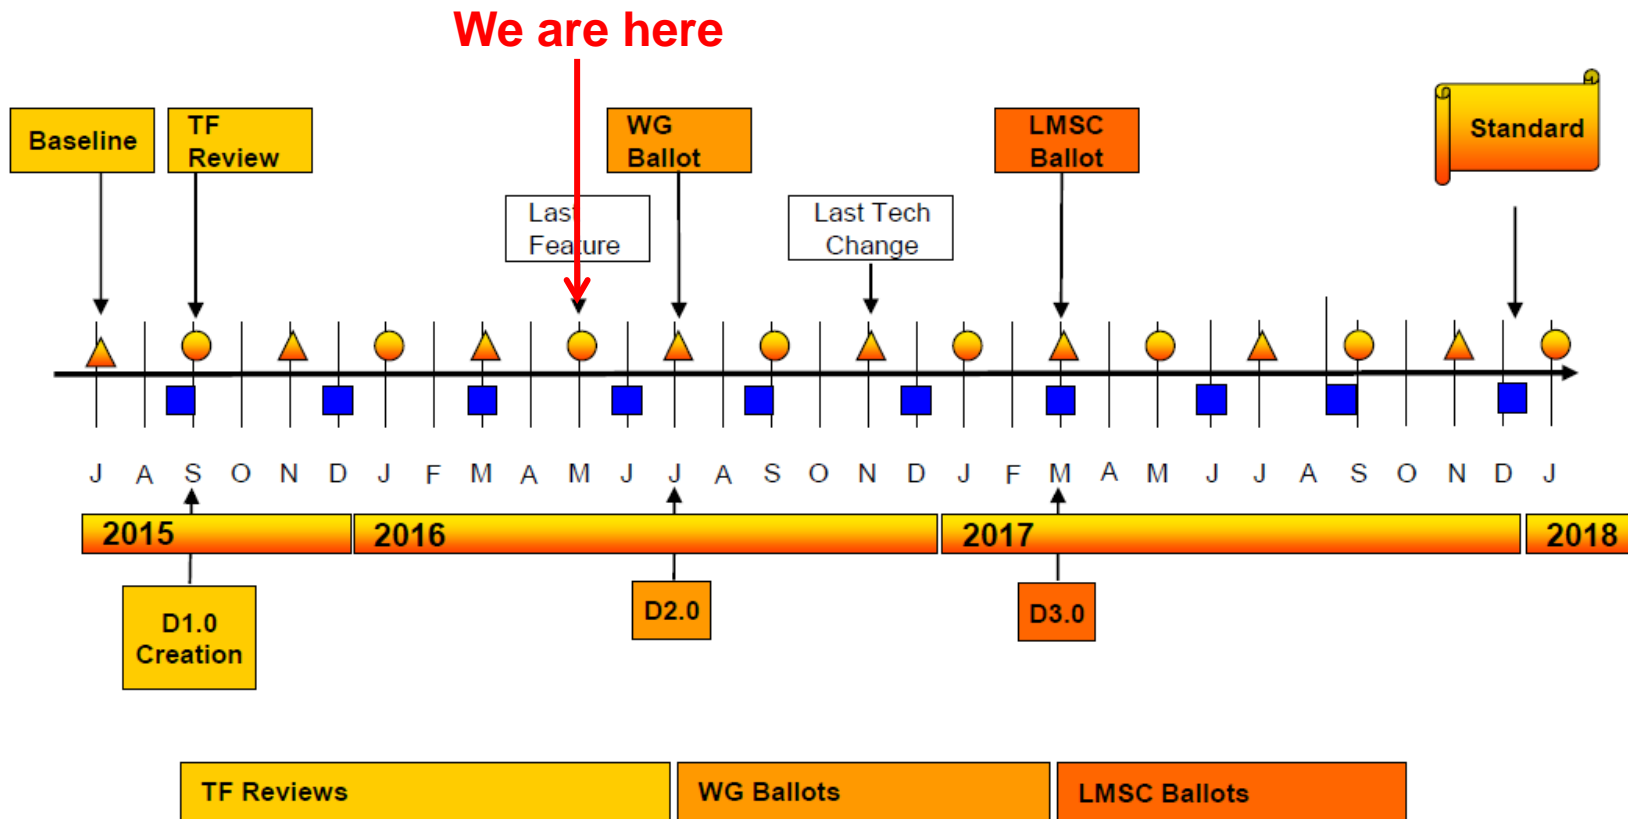 We are here
Baseline
TF
Review
WG
Ballot
LMSC
Ballot
Standard
Last
Feature
Last Tech
Change
J A S O N D J F M A M J J A S O N D J F M A M J J A S O N D J
2015 2016 2017 2018
D1.0
Creation
D2.0
D3.0
TF Reviews WG Ballots LMSC Ballots